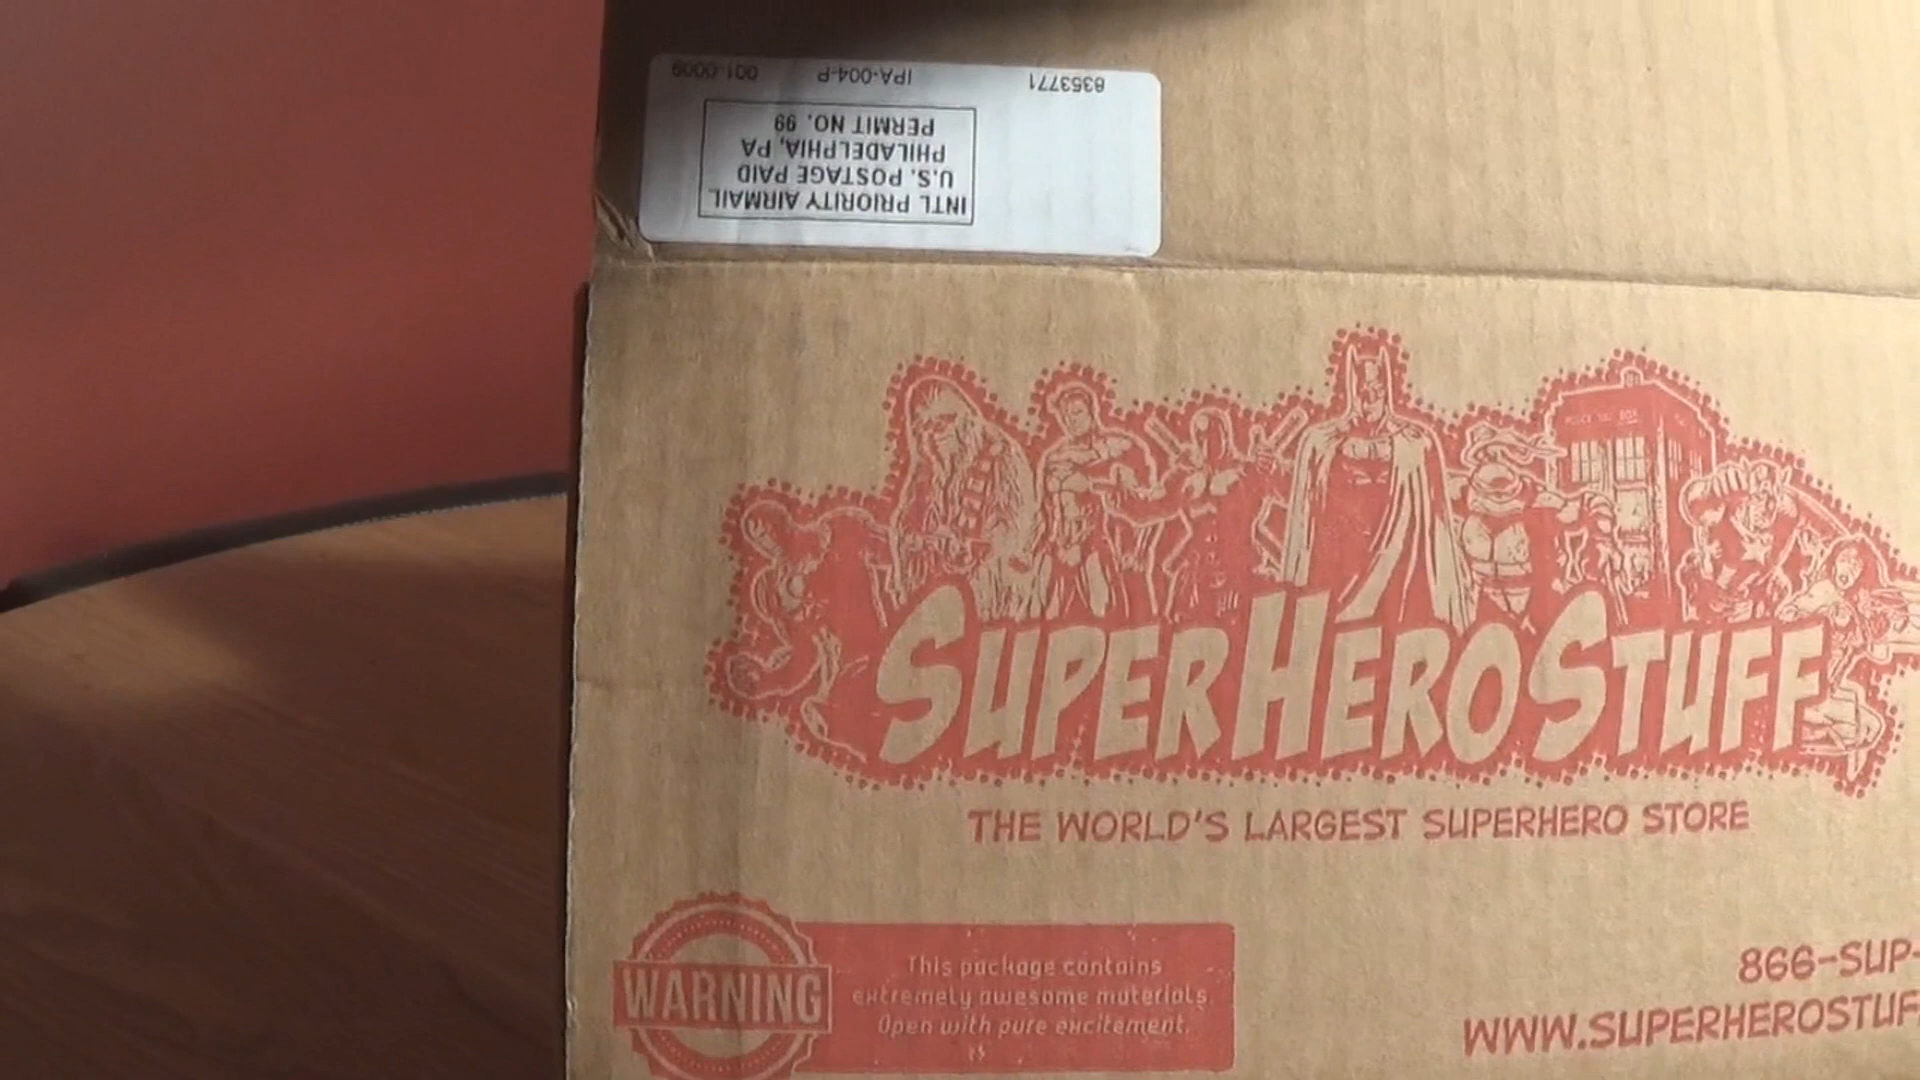 8353771 IPA-004-P 001-0009
INTL PRIORITY AIRMAIL
U.S. POSTAGE PAID
PHILADELPHIA, PA
PERMIT NO. 99
POLICE BOX
SUPERHEROSTUFF
THE WORLD'S LARGEST SUPERHERO STORE
WARNING
This package contains
extremely awesome materials.
Open with pure excitement.
866-SUP-
WWW.SUPERHEROSTUF